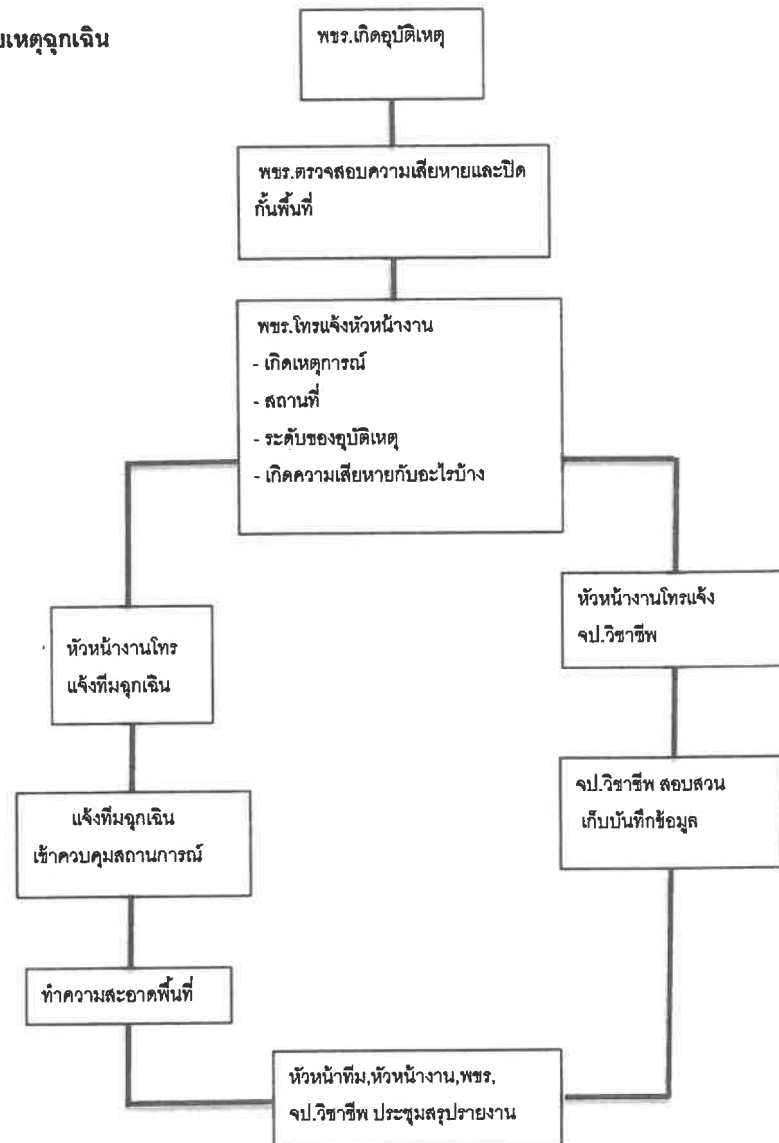 เหตุฉุกเฉิน
พขร.เกิดอุบัติเหตุ
พขร.ตรวจสอบความเสียหายและปิด
กั้นพื้นที่
พขร.โทรแจ้งหัวหน้างาน
- เกิดเหตุการณ์
- สถานที่
- ระดับของอุบัติเหตุ
- เกิดความเสียหายกับอะไรบ้าง
หัวหน้างานโทร
แจ้งทีมฉุกเฉิน
แจ้งทีมฉุกเฉิน
เข้าควบคุมสถานการณ์
ทำความสะอาดพื้นที่
หัวหน้างานโทรแจ้ง
จป.วิชาชีพ
จป.วิชาชีพ สอบสวน
เก็บบันทึกข้อมูล
หัวหน้าทีม,หัวหน้างาน,พขร,
จป.วิชาชีพ ประชุมสรุปรายงาน